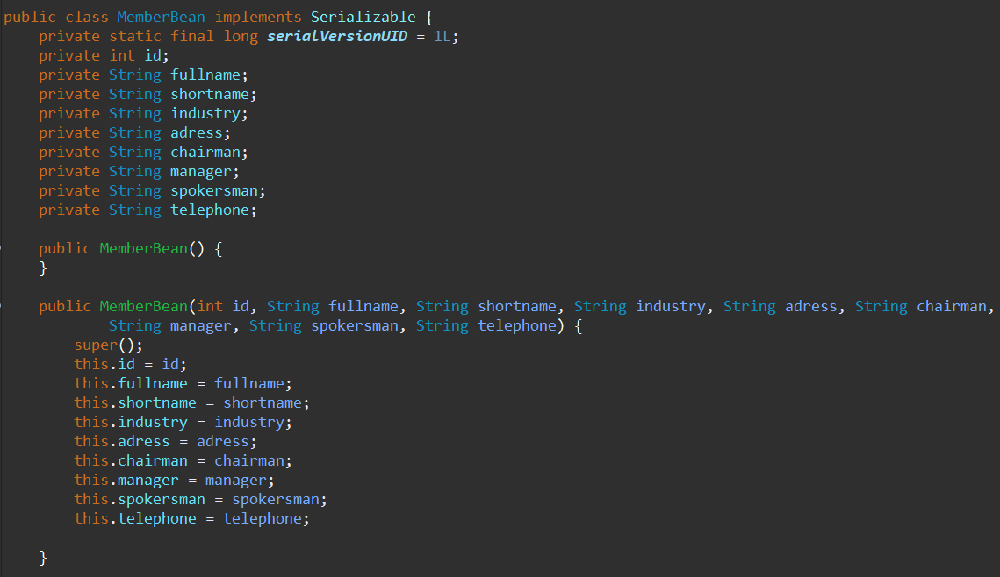 public class MemberBean implements Serializable {
    private static final long serialVersionUID = 1L;
    private int id;
    private String fullname;
    private String shortname;
    private String industry;
    private String adress;
    private String chairman;
    private String manager;
    private String spokersman;
    private String telephone;

    public MemberBean() {
    }

    public MemberBean(int id, String fullname, String shortname, String industry, String adress, String chairman,
            String manager, String spokersman, String telephone) {
        super();
        this.id = id;
        this.fullname = fullname;
        this.shortname = shortname;
        this.industry = industry;
        this.adress = adress;
        this.chairman = chairman;
        this.manager = manager;
        this.spokersman = spokersman;
        this.telephone = telephone;

    }